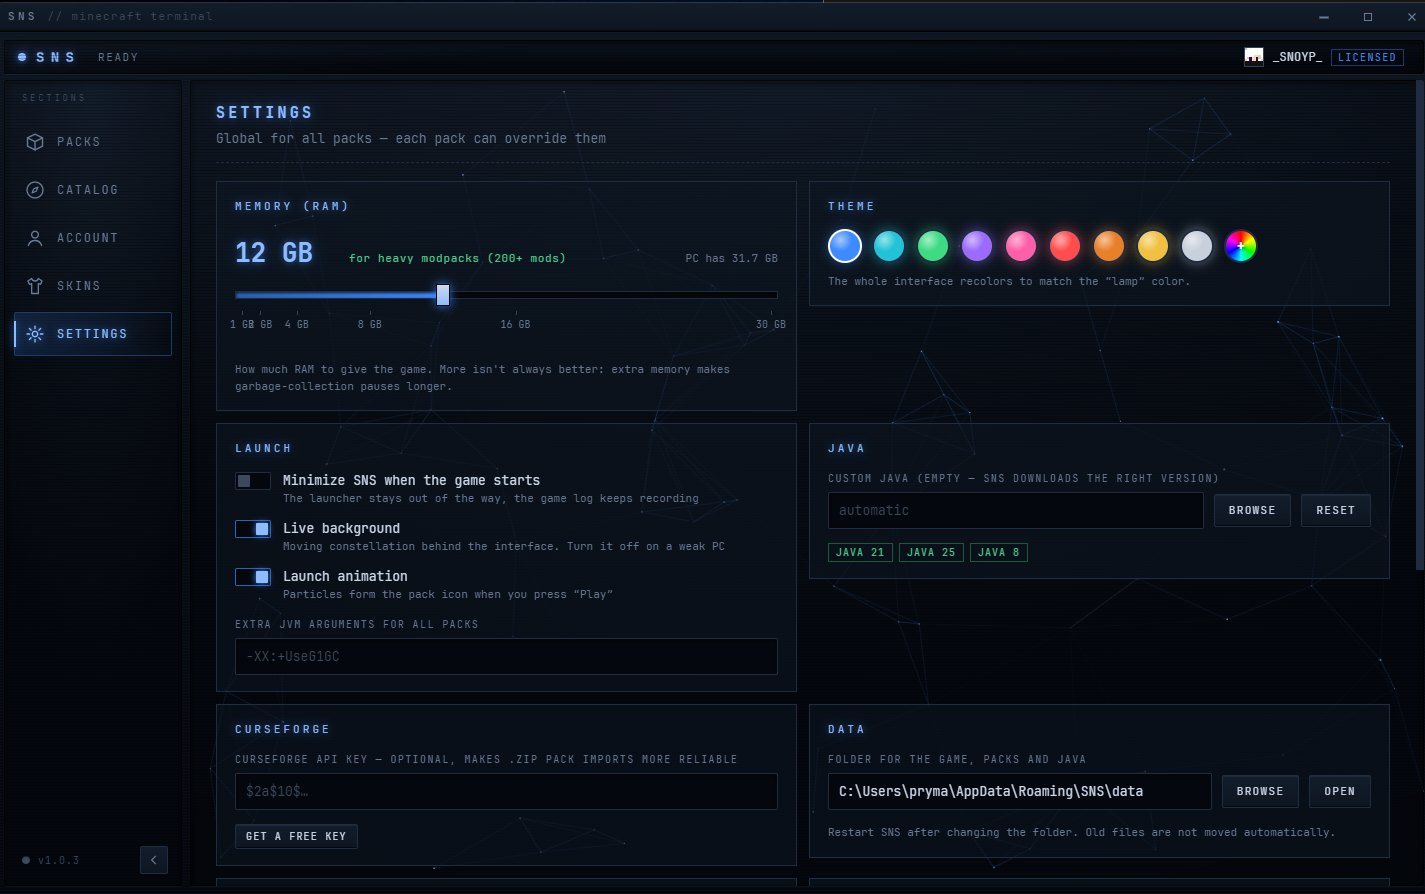 SNS // minecraft terminal
SNS READY
_SNOYP_ LICENSED
SECTIONS
PACKS
CATALOG
ACCOUNT
SKINS
SETTINGS
v1.0.3
SETTINGS
Global for all packs — each pack can override them
MEMORY (RAM)
12 GB for heavy modpacks (200+ mods) PC has 31.7 GB
1 GB 2 GB 4 GB 8 GB 16 GB 30 GB
How much RAM to give the game. More isn't always better: extra memory makes
garbage-collection pauses longer.
THEME
+
The whole interface recolors to match the “lamp” color.
LAUNCH
Minimize SNS when the game starts
The launcher stays out of the way, the game log keeps recording
Live background
Moving constellation behind the interface. Turn it off on a weak PC
Launch animation
Particles form the pack icon when you press “Play”
EXTRA JVM ARGUMENTS FOR ALL PACKS
-XX:+UseG1GC
JAVA
CUSTOM JAVA (EMPTY — SNS DOWNLOADS THE RIGHT VERSION)
automatic BROWSE RESET
JAVA 21 JAVA 25 JAVA 8
CURSEFORGE
CURSEFORGE API KEY — OPTIONAL, MAKES .ZIP PACK IMPORTS MORE RELIABLE
$2a$10$…
GET A FREE KEY
DATA
FOLDER FOR THE GAME, PACKS AND JAVA
C:\Users\pryma\AppData\Roaming\SNS\data BROWSE OPEN
Restart SNS after changing the folder. Old files are not moved automatically.